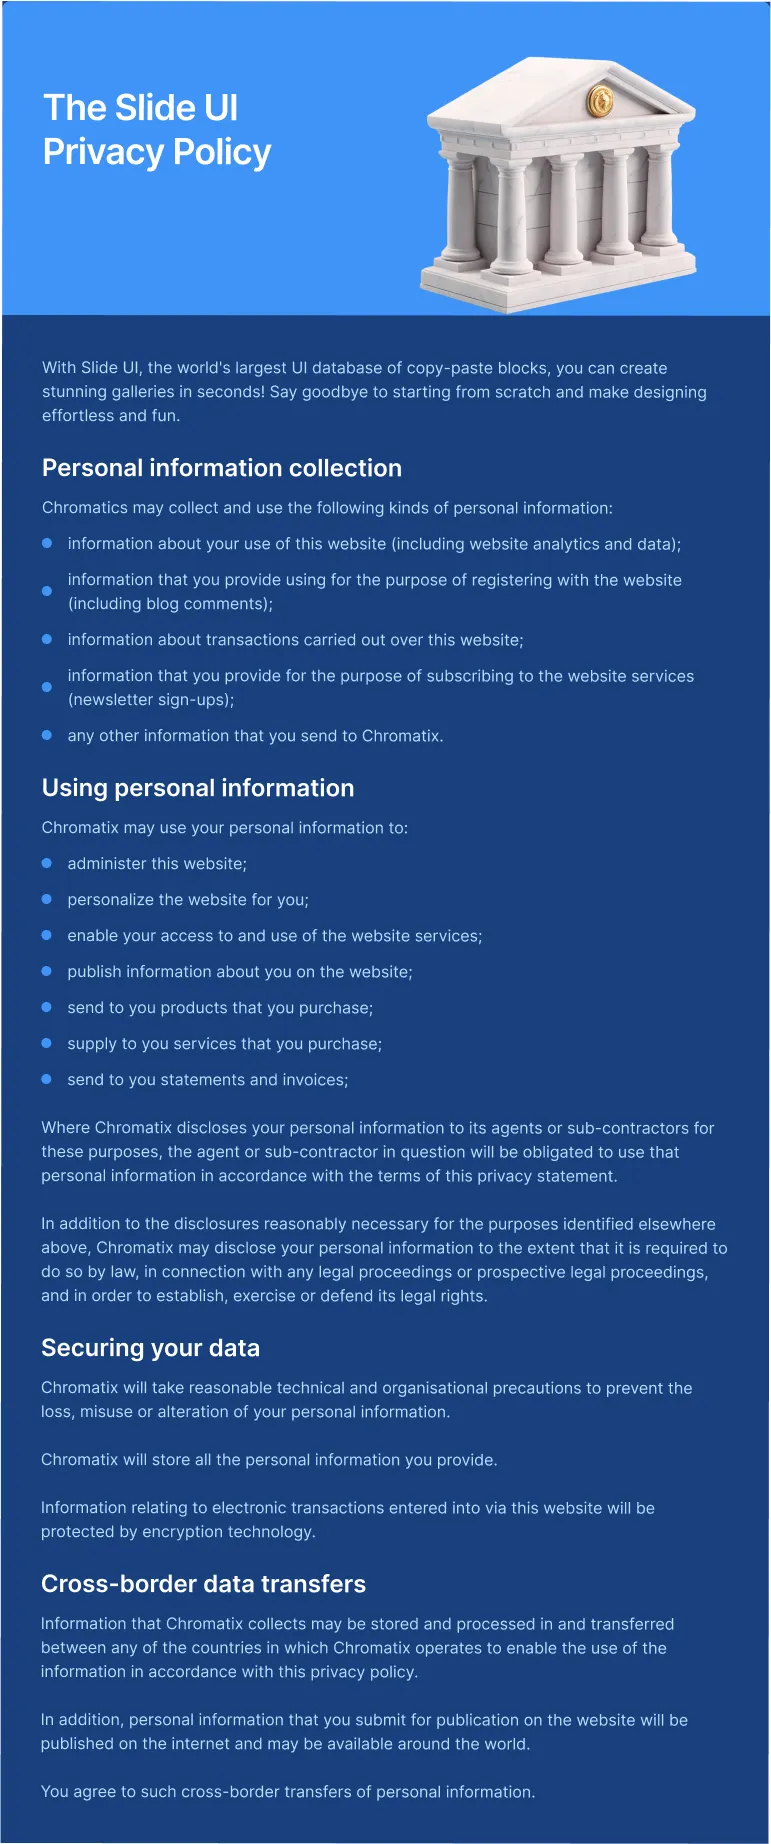 The Slide UI
Privacy Policy
With Slide UI, the world's largest UI database of copy-paste blocks, you can create
stunning galleries in seconds! Say goodbye to starting from scratch and make designing
effortless and fun.
Personal information collection
Chromatics may collect and use the following kinds of personal information:
information about your use of this website (including website analytics and data);
information that you provide using for the purpose of registering with the website
(including blog comments);
information about transactions carried out over this website;
information that you provide for the purpose of subscribing to the website services
(newsletter sign-ups);
any other information that you send to Chromatix.
Using personal information
Chromatix may use your personal information to:
administer this website;
personalize the website for you;
enable your access to and use of the website services;
publish information about you on the website;
send to you products that you purchase;
supply to you services that you purchase;
send to you statements and invoices;
Where Chromatix discloses your personal information to its agents or sub-contractors for
these purposes, the agent or sub-contractor in question will be obligated to use that
personal information in accordance with the terms of this privacy statement.
In addition to the disclosures reasonably necessary for the purposes identified elsewhere
above, Chromatix may disclose your personal information to the extent that it is required to
do so by law, in connection with any legal proceedings or prospective legal proceedings,
and in order to establish, exercise or defend its legal rights.
Securing your data
Chromatix will take reasonable technical and organisational precautions to prevent the
loss, misuse or alteration of your personal information.
Chromatix will store all the personal information you provide.
Information relating to electronic transactions entered into via this website will be
protected by encryption technology.
Cross-border data transfers
Information that Chromatix collects may be stored and processed in and transferred
between any of the countries in which Chromatix operates to enable the use of the
information in accordance with this privacy policy.
In addition, personal information that you submit for publication on the website will be
published on the internet and may be available around the world.
You agree to such cross-border transfers of personal information.